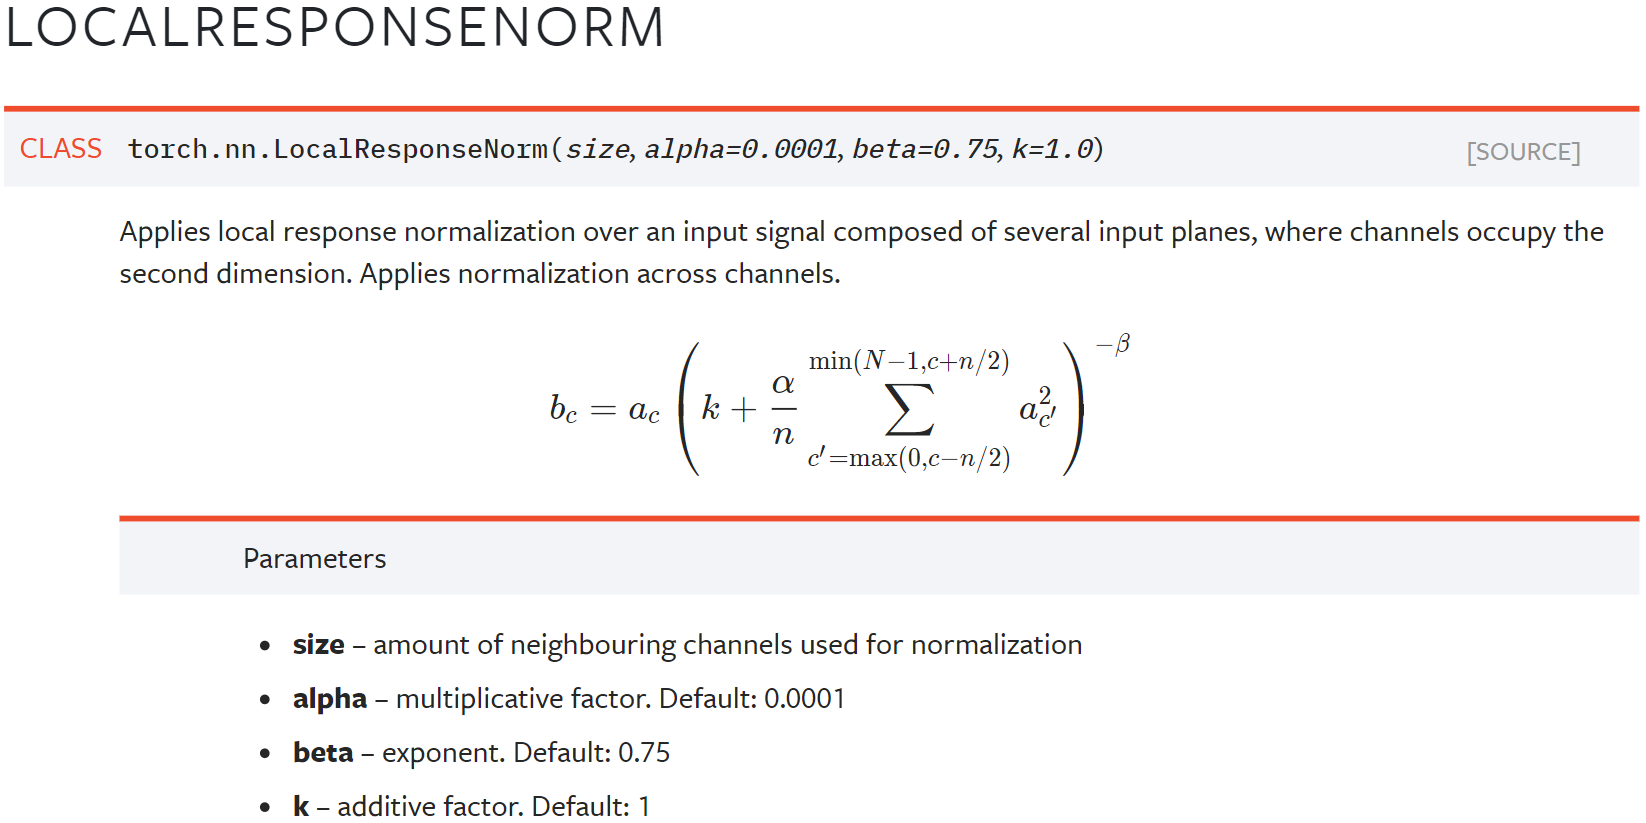 LOCALRESPONSENORM
CLASS torch.nn.LocalResponseNorm(size, alpha=0.0001, beta=0.75, k=1.0) [SOURCE]
Applies local response normalization over an input signal composed of several input planes, where channels occupy the
second dimension. Applies normalization across channels.
b_c = a_c \left( k + \frac{\alpha}{n} \sum_{c'=\max(0,c-n/2)}^{\min(N-1,c+n/2)} a_{c'}^2 \right)^{-\beta}
Parameters
• size – amount of neighbouring channels used for normalization
• alpha – multiplicative factor. Default: 0.0001
• beta – exponent. Default: 0.75
• k – additive factor. Default: 1